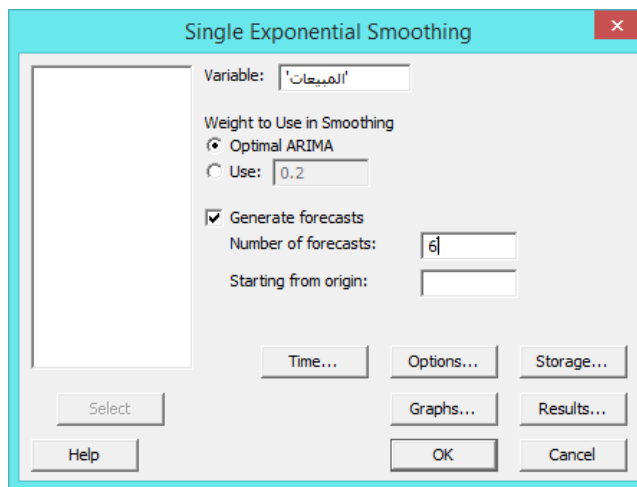 Single Exponential Smoothing
Variable: 'المبيعات'
Weight to Use in Smoothing
Optimal ARIMA
Use: 0.2
Generate forecasts
Number of forecasts: 6
Starting from origin:
Time... Options... Storage...
Select Graphs... Results...
Help OK Cancel